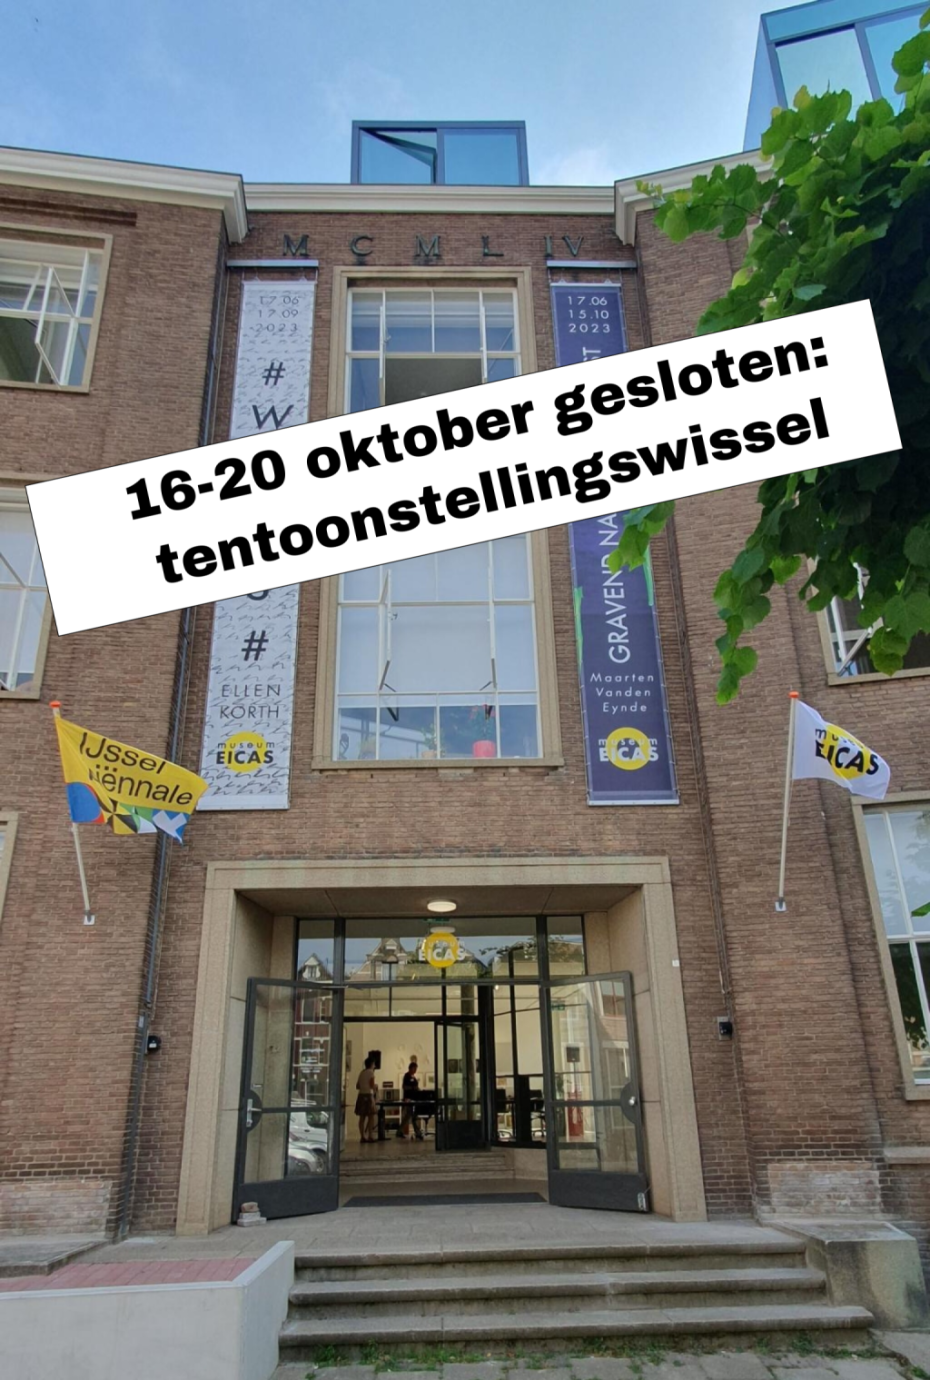 M C M L IV
17.06
17.09
2023
#
W
#
ELLEN
KORTH
museum
EICAS
17.06
15.10
2023
GRAVEND NA
Maarten
Vanden
Eynde
museum
EICAS
16-20 oktober gesloten:
tentoonstellingswissel
IJssel
biënnale
museum
EICAS
EICAS